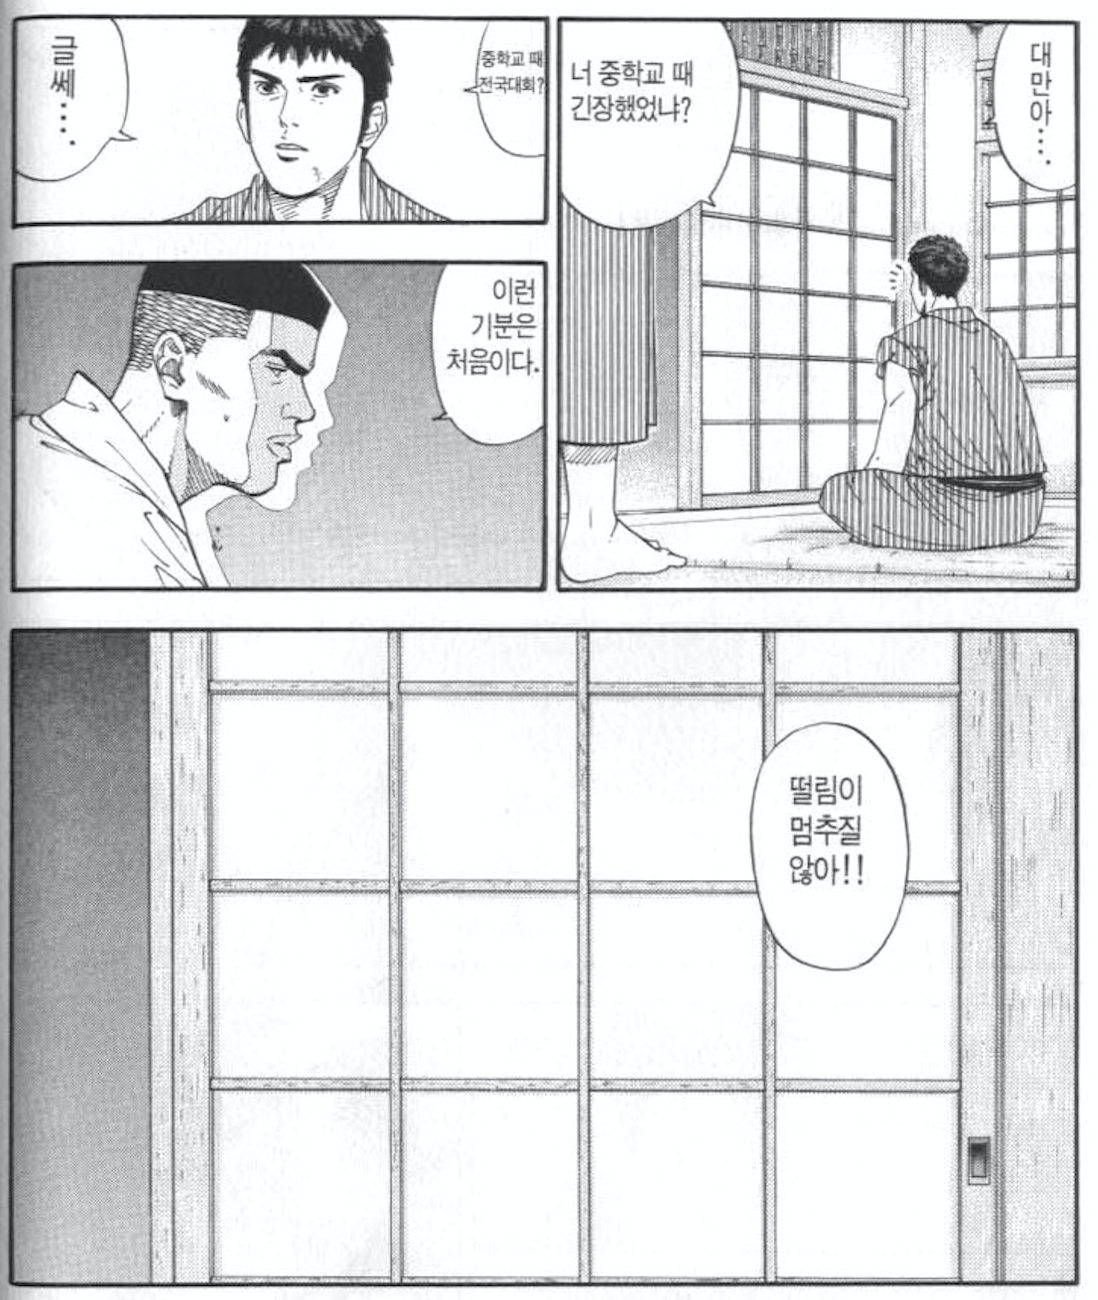 대만아….
너 중학교 때
긴장했었냐?
중학교 때
전국대회?
글쎄….
이런
기분은
처음이다.
떨림이
멈추질
않아!!